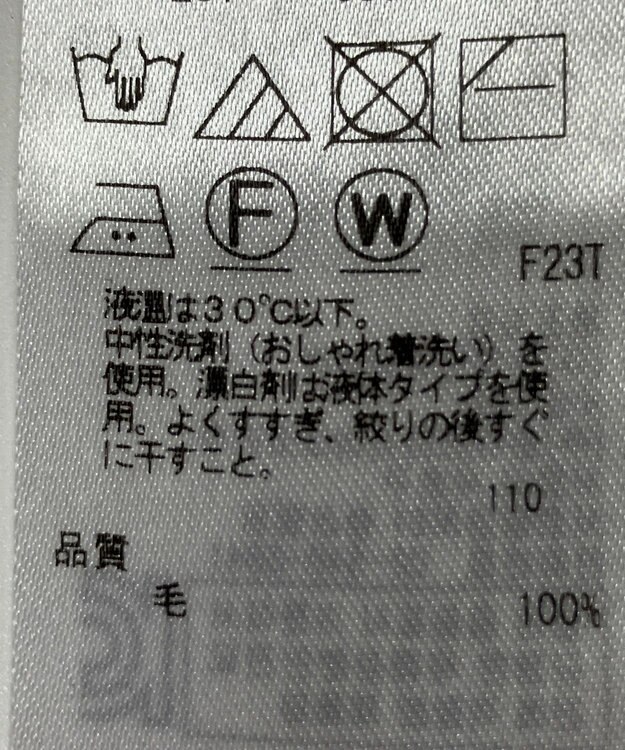 F
W
F23T
液温は30℃以下。
中性洗剤（おしゃれ着洗い）を
使用。漂白剤お液体タイプを使
用。よくすすぎ、絞りの後すぐ
に干すこと。
110
品質
毛 100%